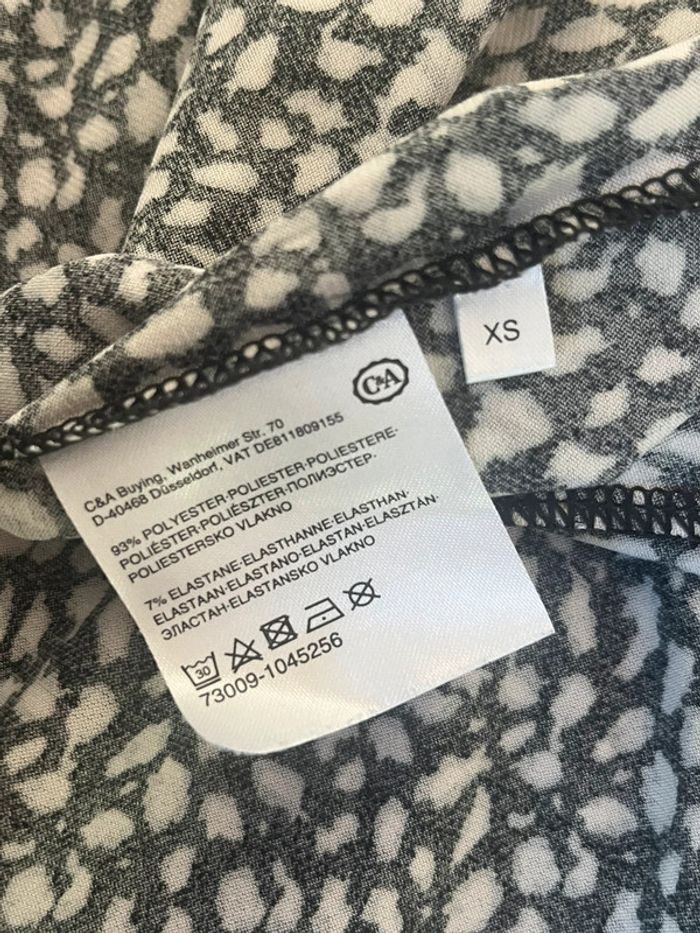 XS
C&A
C&A Buying, Wanheimer Str. 70
D-40468 Düsseldorf, VAT DE811809155
93% POLYESTER·POLIESTER·POLIESTERE·
POLIÉSTER·POLIÉSZTER·ПОЛИЭСТЕР·
POLIESTERSKO VLAKNO
7% ELASTANE·ELASTHANNE·ELASTHAN·
ELASTAAN·ELASTANO·ELASTAN·ELASZTÁN·
ЭЛАСТАН·ELASTANSKO VLAKNO
30
73009-1045256